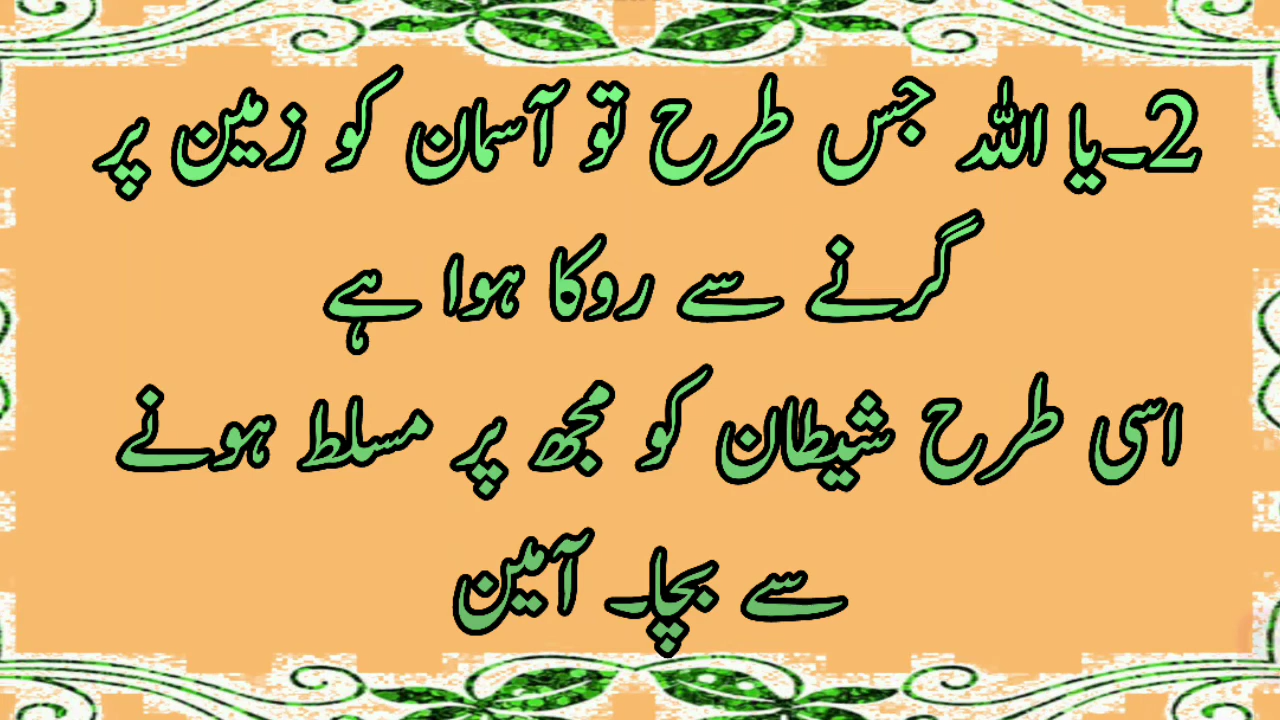 2۔یا اللہ جس طرح تو آسمان کو زمین پر
گرنے سے روکا ہوا ہے
اسی طرح شیطان کو مجھ پر مسلط ہونے
سے بچا۔ آمین